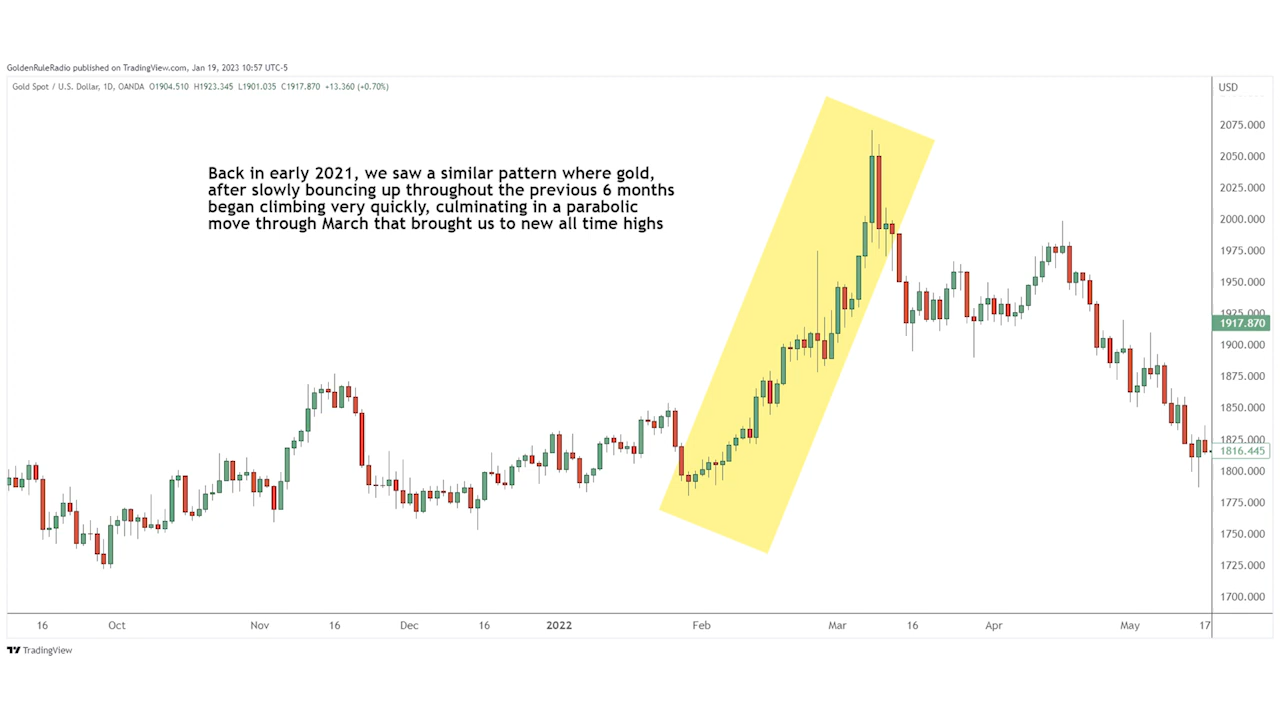 GoldenRuleRadio published on TradingView.com, Jan 19, 2023 10:57 UTC-5
Gold Spot / U.S. Dollar, 1D, OANDA O1904.510 H1923.345 L1901.035 C1917.870 +13.360 (+0.70%)
USD
Back in early 2021, we saw a similar pattern where gold,
after slowly bouncing up throughout the previous 6 months
began climbing very quickly, culminating in a parabolic
move through March that brought us to new all time highs
2075.000
2050.000
2025.000
2000.000
1975.000
1950.000
1925.000
1917.870
1900.000
1875.000
1850.000
1825.000
1816.445
1800.000
1775.000
1750.000
1725.000
1700.000
16 Oct Nov 16 Dec 16 2022 Feb Mar 16 Apr May 17
TradingView